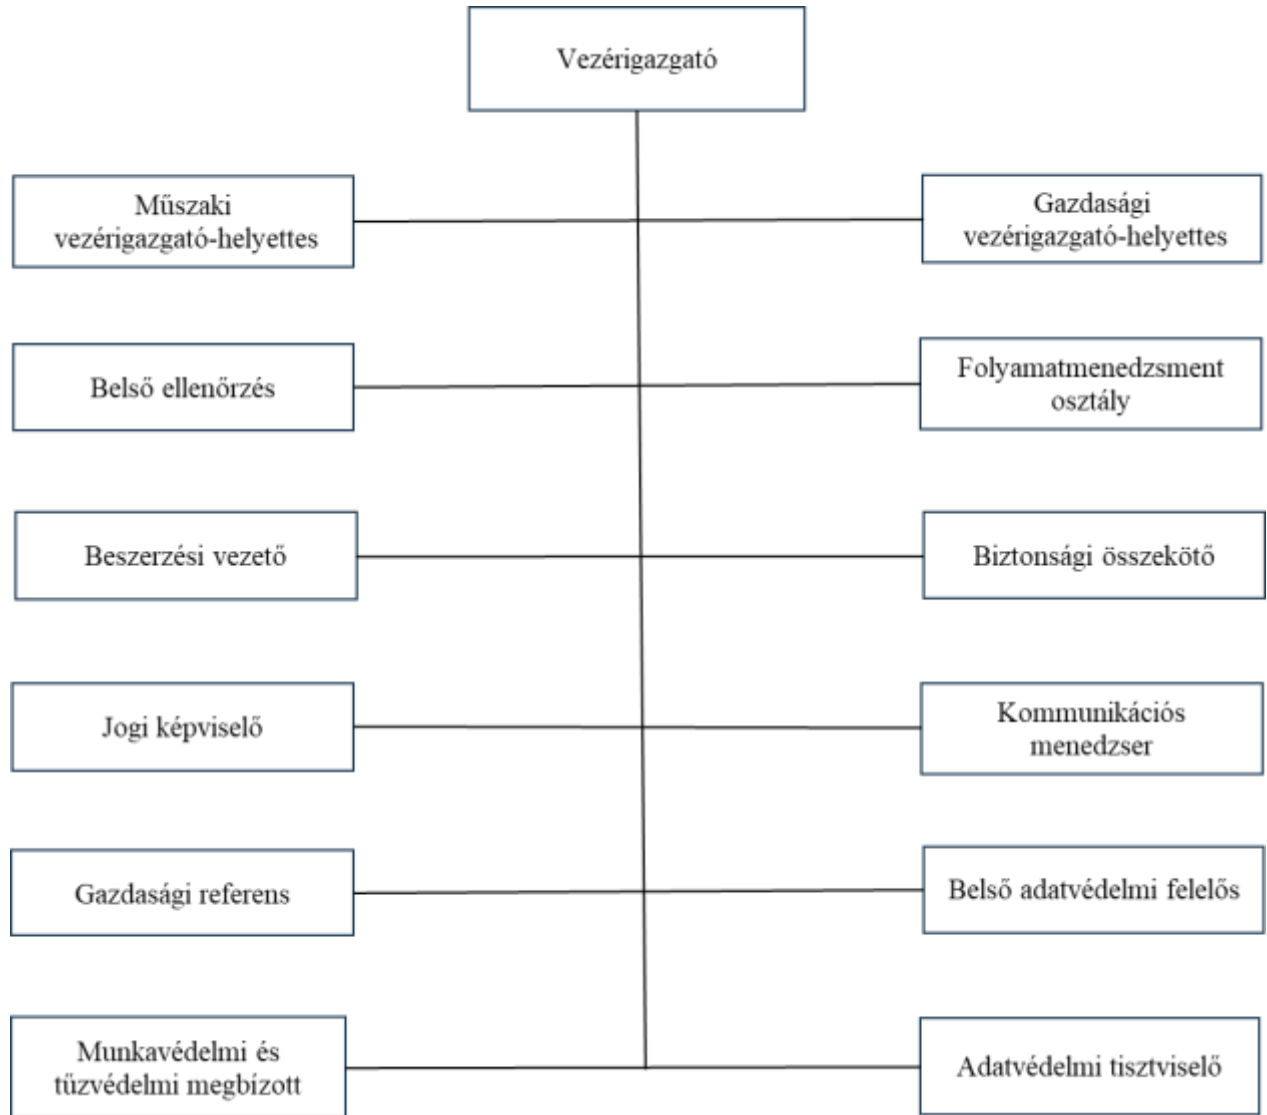 Vezérigazgató
Műszaki
vezérigazgató-helyettes
Gazdasági
vezérigazgató-helyettes
Belső ellenőrzés
Folyamatmenedzsment
osztály
Beszerzési vezető
Biztonsági összekötő
Jogi képviselő
Kommunikációs
menedzser
Gazdasági referens
Belső adatvédelmi felelős
Munkavédelmi és
tűzvédelmi megbízott
Adatvédelmi tisztviselő